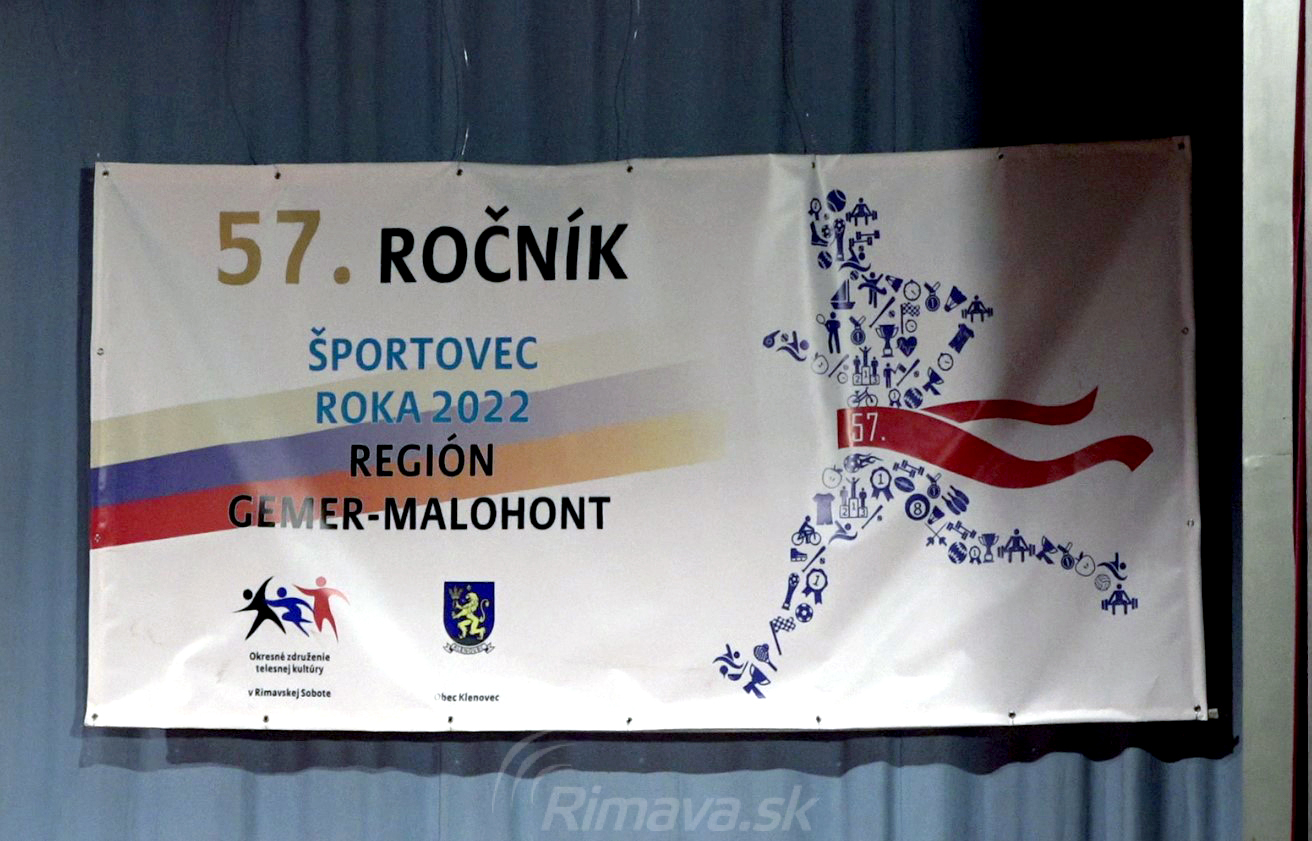 57. ROČNÍK
ŠPORTOVEC
ROKA 2022
REGIÓN
GEMER-MALOHONT
57.
Okresné združenie
telesnej kultúry
v Rimavskej Sobote
Obec Klenovec
Rimava.sk